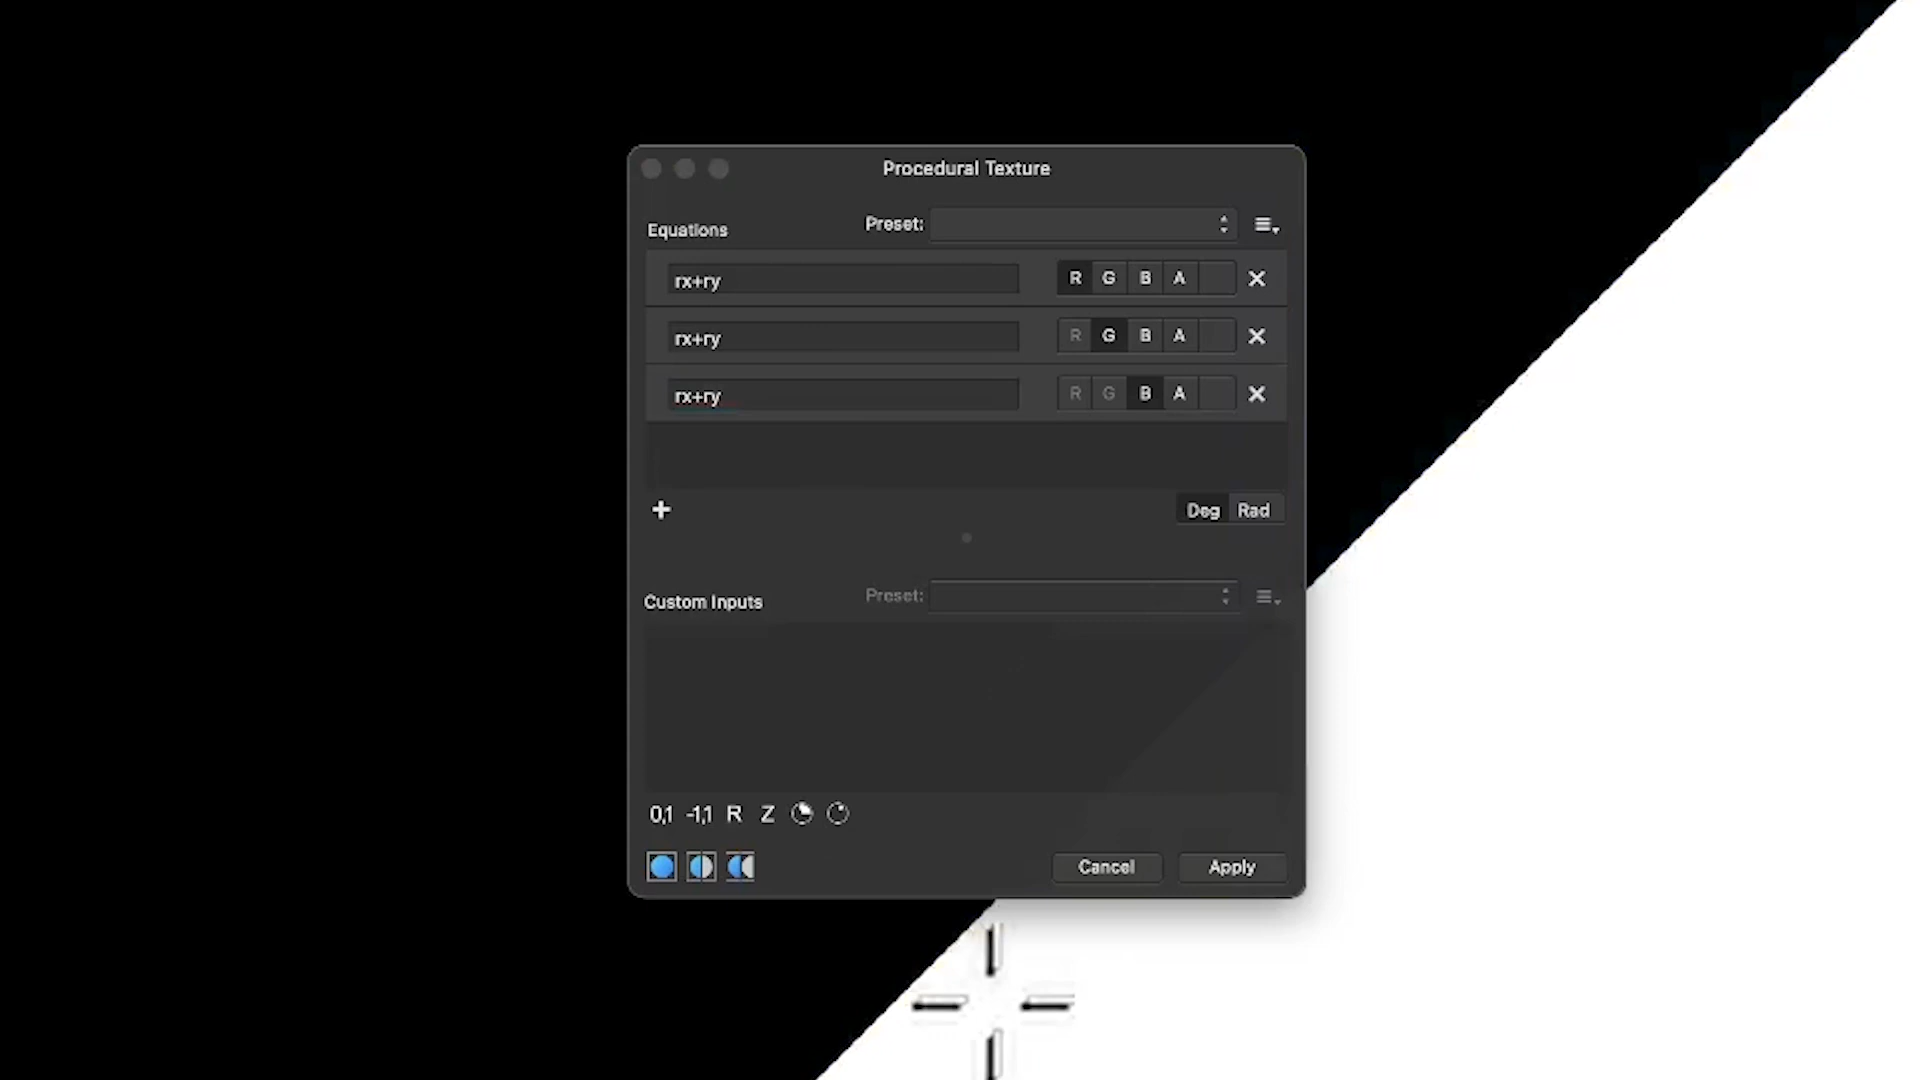 Procedural Texture
Equations
Preset:
rx+ry
R G B A
rx+ry
R G B A
rx+ry
R G B A
Deg Rad
Custom Inputs
Preset:
0,1 -1,1 R Z
Cancel
Apply